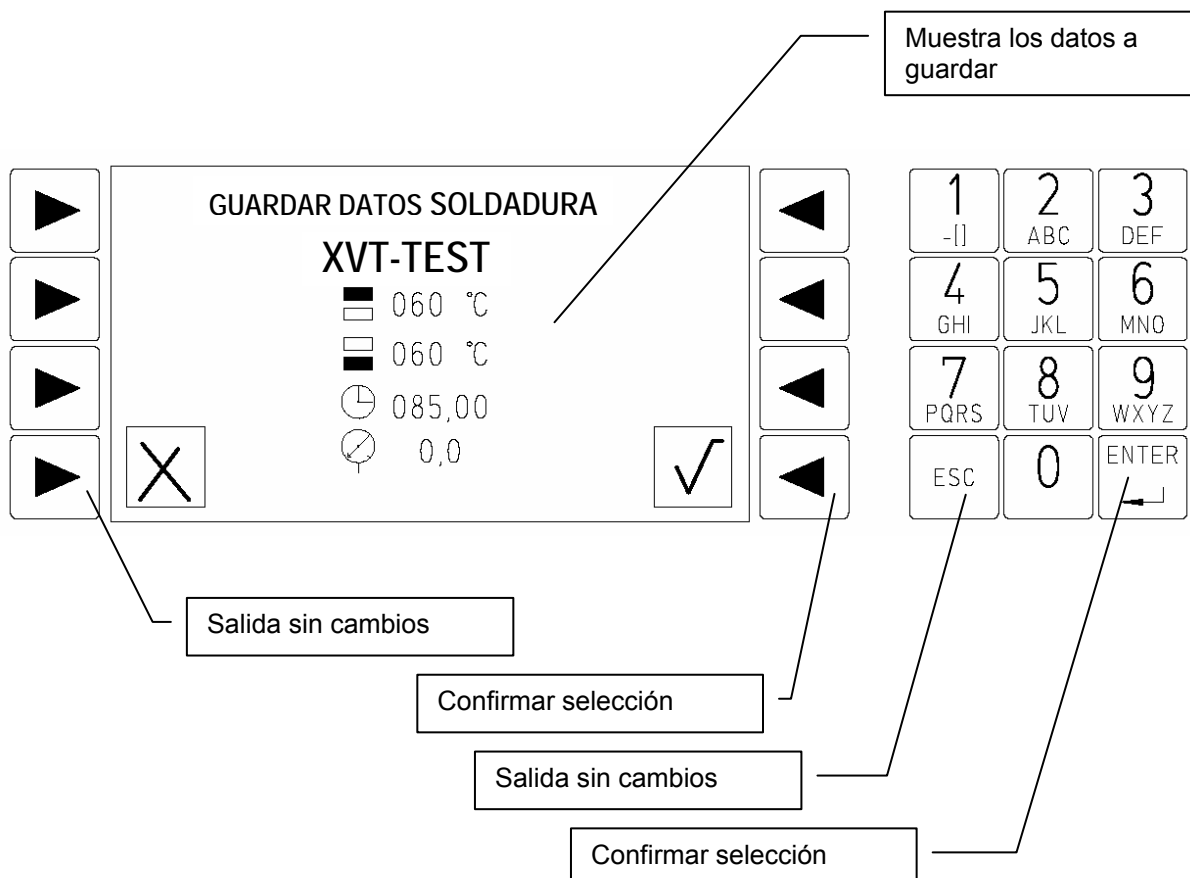 Muestra los datos a
guardar
GUARDAR DATOS SOLDADURA
XVT-TEST
060 °C
060 °C
085,00
0,0
1
-[]
2
ABC
3
DEF
4
GHI
5
JKL
6
MNO
7
PQRS
8
TUV
9
WXYZ
ESC
0
ENTER
Salida sin cambios
Confirmar selección
Salida sin cambios
Confirmar selección